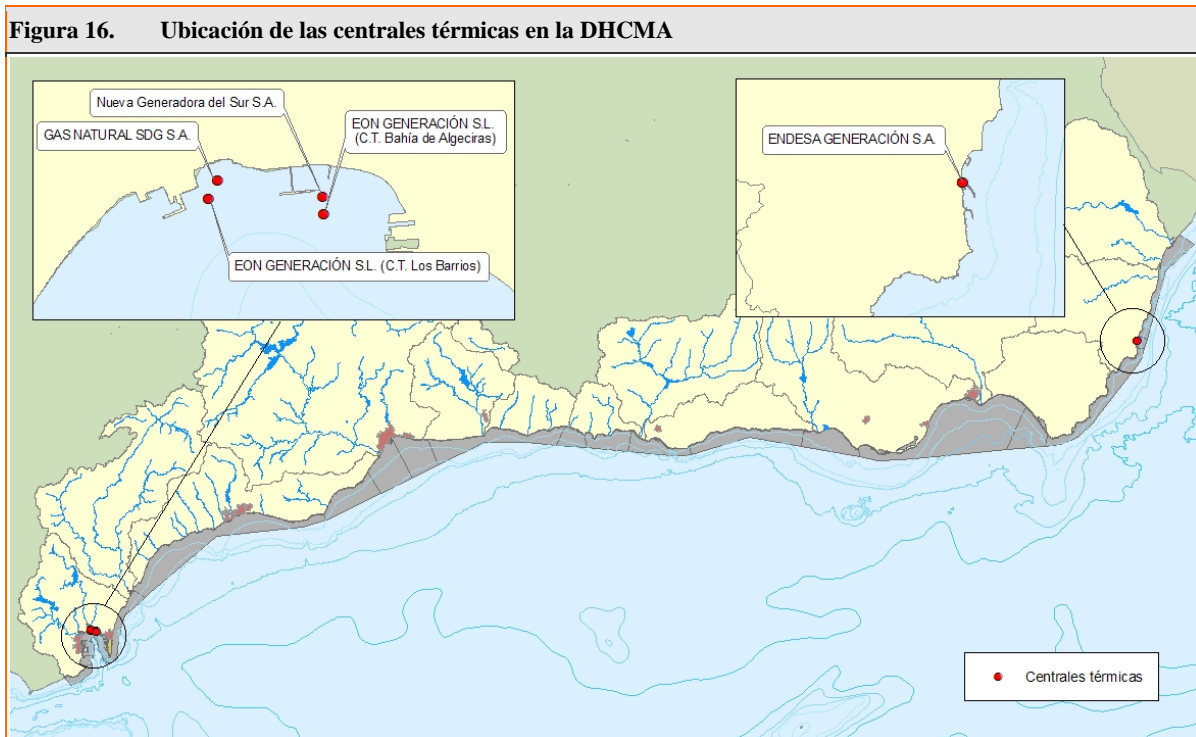 Figura 16. Ubicación de las centrales térmicas en la DHCMA
Nueva Generadora del Sur S.A.
GAS NATURAL SDG S.A.
EON GENERACIÓN S.L.
(C.T. Bahía de Algeciras)
EON GENERACIÓN S.L. (C.T. Los Barrios)
ENDESA GENERACIÓN S.A.
Centrales térmicas